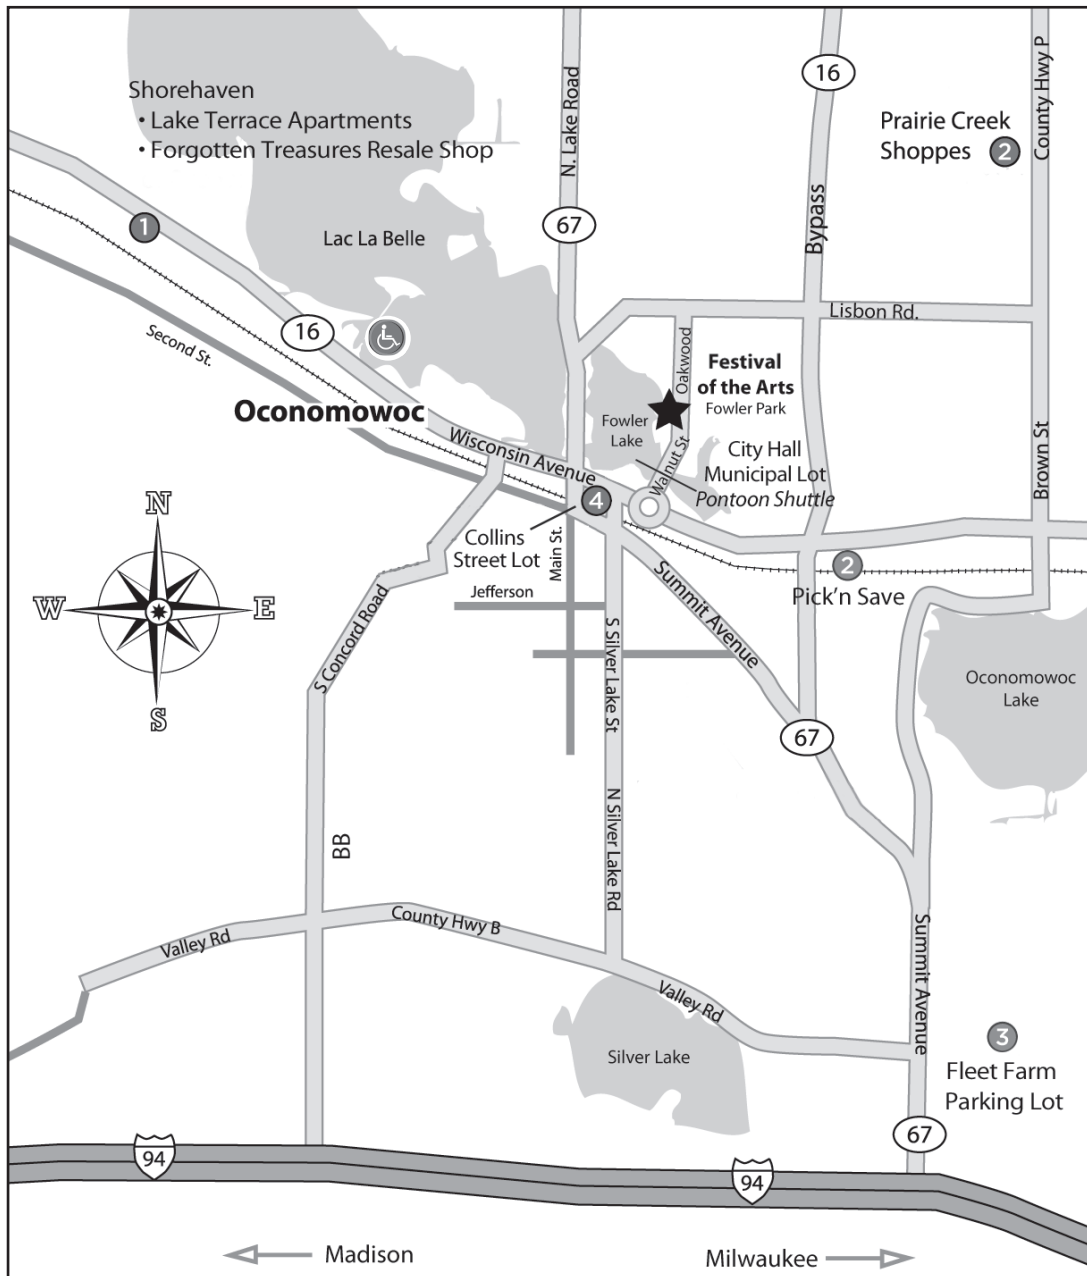 Shorehaven
• Lake Terrace Apartments
• Forgotten Treasures Resale Shop
N. Lake Road
16
County Hwy P
Prairie Creek
Shoppes 2
67
Bypass
1
Lac La Belle
16
Second St.
Lisbon Rd.
Oakwood
Festival
of the Arts
Fowler Park
Oconomowoc
Fowler
Lake
Wisconsin Avenue
Walnut St
City Hall
Municipal Lot
Pontoon Shuttle
Brown St
4
Collins
Street Lot
Main St.
N
W
E
S
Jefferson
Summit Avenue
2
Pick'n Save
S Concord Road
S Silver Lake St
Oconomowoc
Lake
67
BB
N Silver Lake Rd
County Hwy B
Valley Rd
Valley Rd
Summit Avenue
Silver Lake
3
Fleet Farm
Parking Lot
67
94
94
Madison
Milwaukee